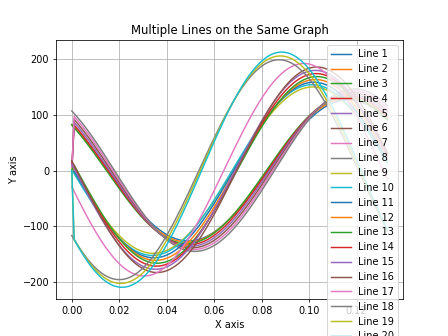 Multiple Lines on the Same Graph
Y axis
200
100
0
−100
−200
0.00
0.02
0.04
0.06
0.08
0.10
X axis
Line 1
Line 2
Line 3
Line 4
Line 5
Line 6
Line 7
Line 8
Line 9
Line 10
Line 11
Line 12
Line 13
Line 14
Line 15
Line 16
Line 17
Line 18
Line 19
Line 20